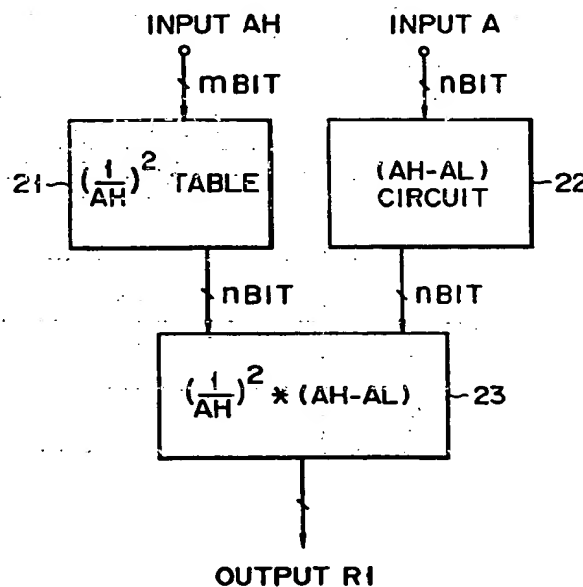 INPUT AH
INPUT A
mBIT
nBIT
21
(1/AH)² TABLE
(AH-AL)
CIRCUIT
22
nBIT
nBIT
(1/AH)² * (AH-AL)
23
OUTPUT R1